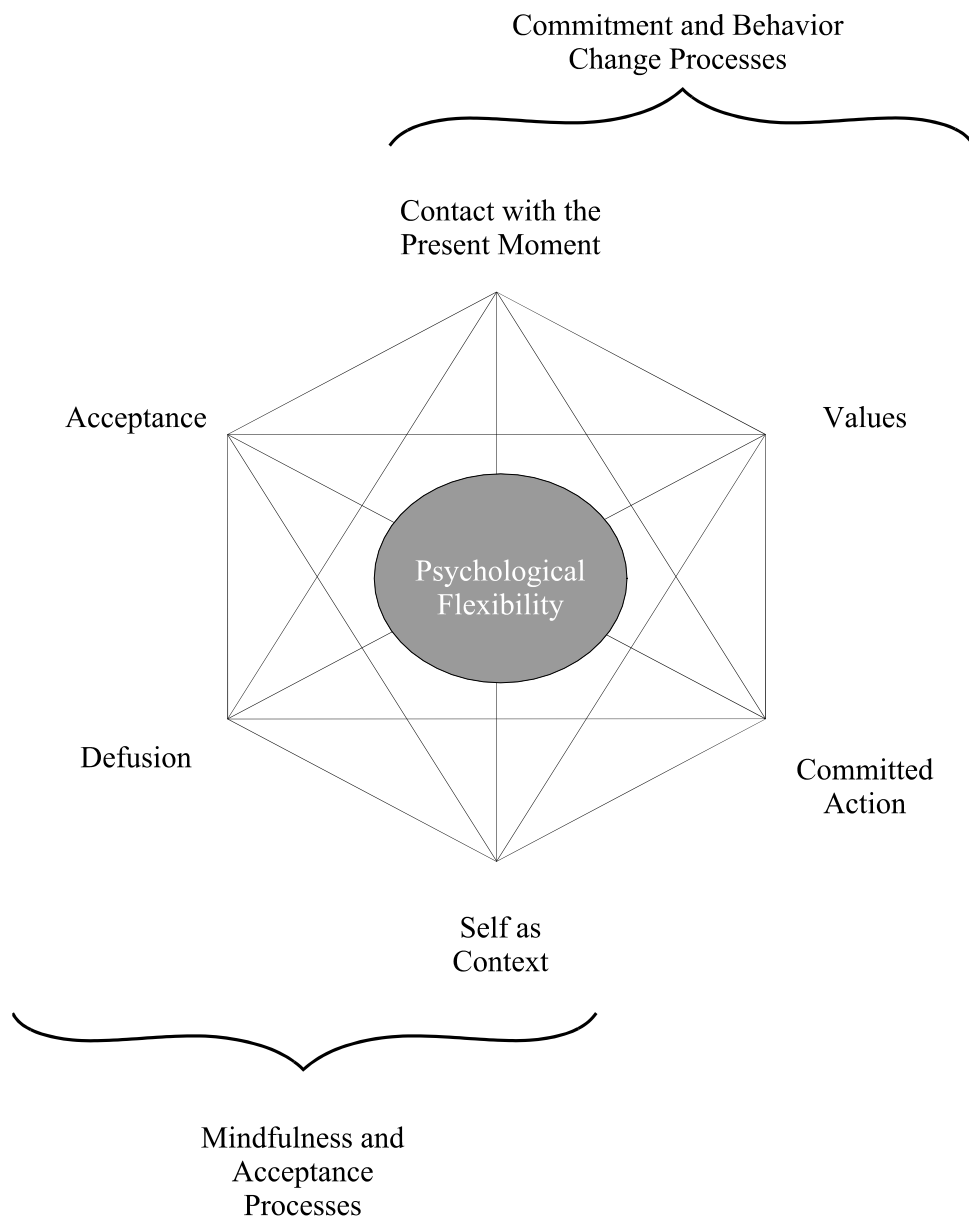 Commitment and Behavior
Change Processes
Contact with the
Present Moment
Acceptance
Values
Psychological
Flexibility
Defusion
Committed
Action
Self as
Context
Mindfulness and
Acceptance
Processes